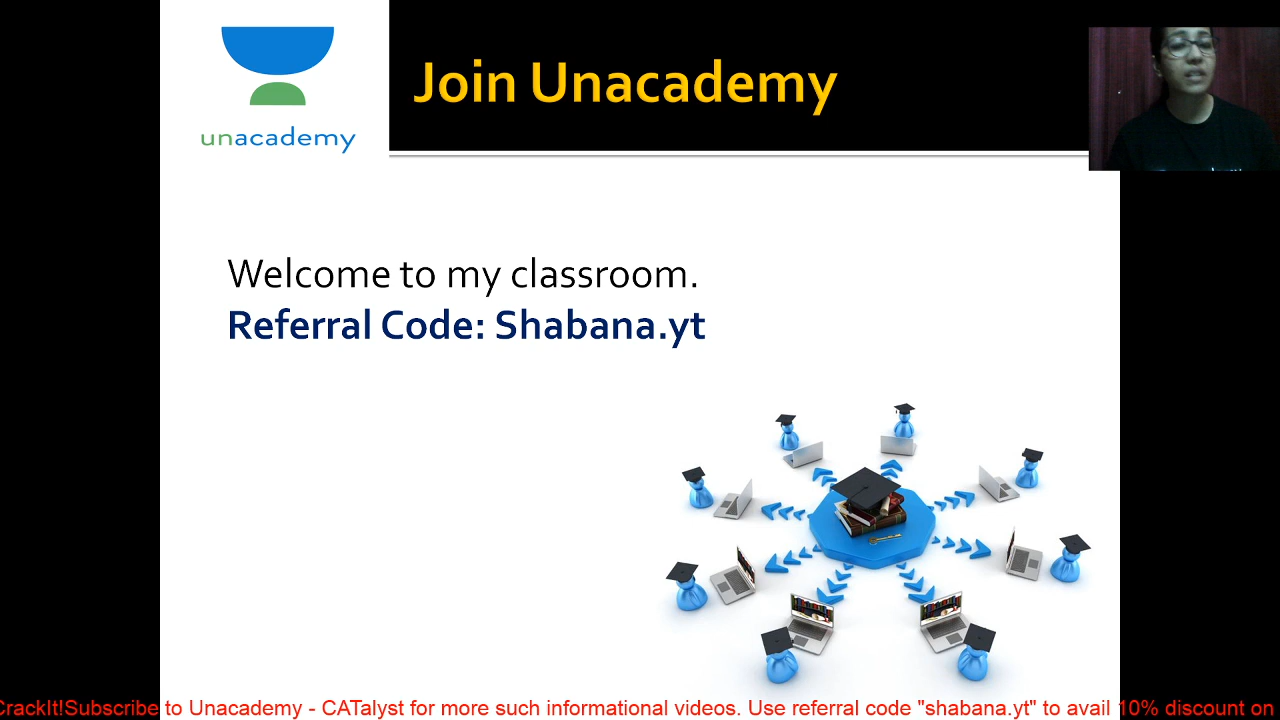 Join Unacademy
unacademy
Welcome to my classroom.
Referral Code: Shabana.yt
CrackIt!Subscribe to Unacademy - CATalyst for more such informational videos. Use referral code "shabana.yt" to avail 10% discount on